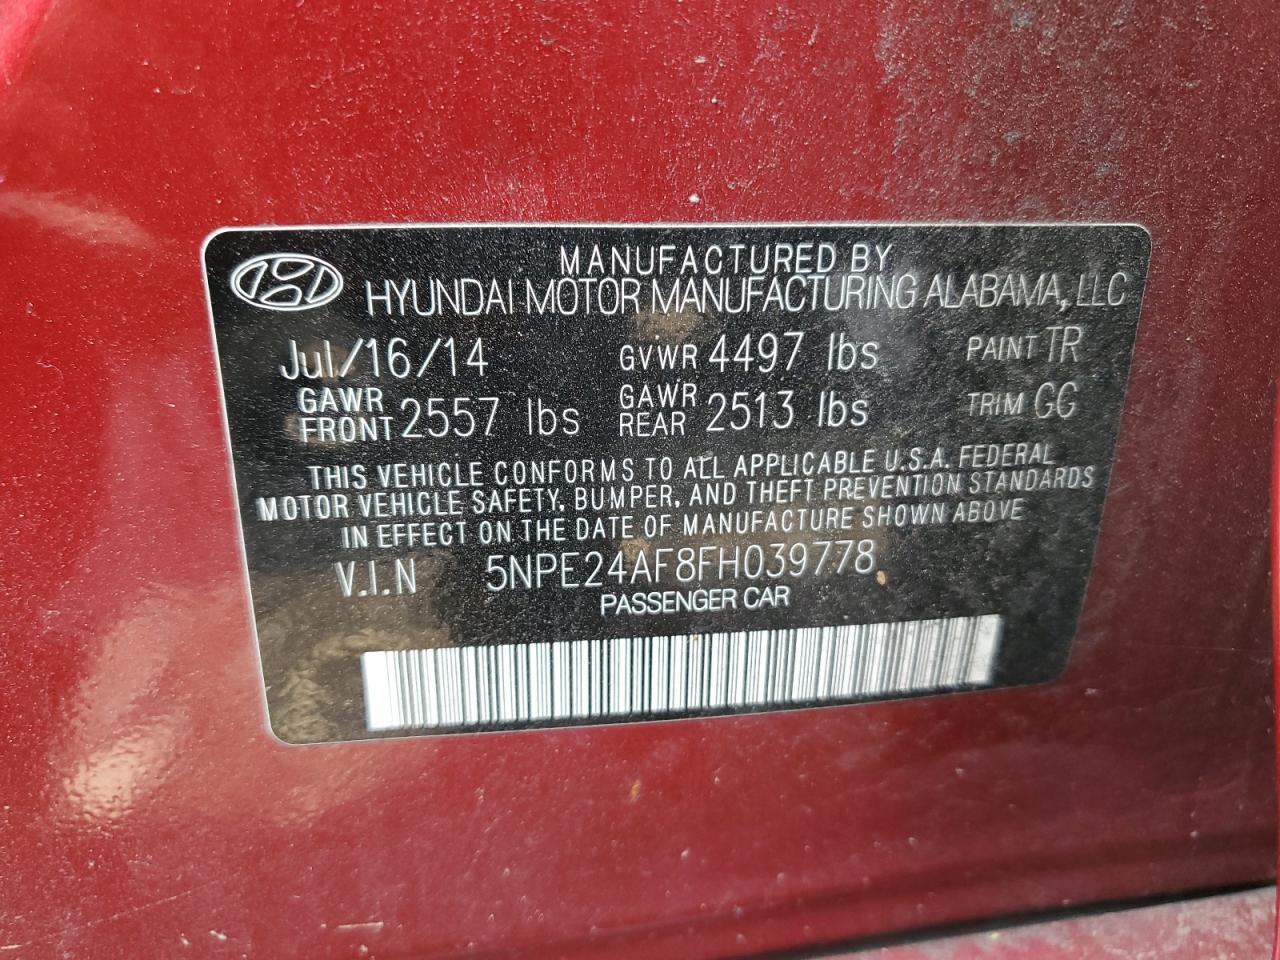 MANUFACTURED BY
HYUNDAI MOTOR MANUFACTURING ALABAMA, LLC
Jul/16/14 GVWR 4497 lbs PAINT TR
GAWR FRONT 2557 lbs GAWR REAR 2513 lbs TRIM GG
THIS VEHICLE CONFORMS TO ALL APPLICABLE U.S.A. FEDERAL
MOTOR VEHICLE SAFETY, BUMPER, AND THEFT PREVENTION STANDARDS
IN EFFECT ON THE DATE OF MANUFACTURE SHOWN ABOVE
V.I.N 5NPE24AF8FH039778
PASSENGER CAR